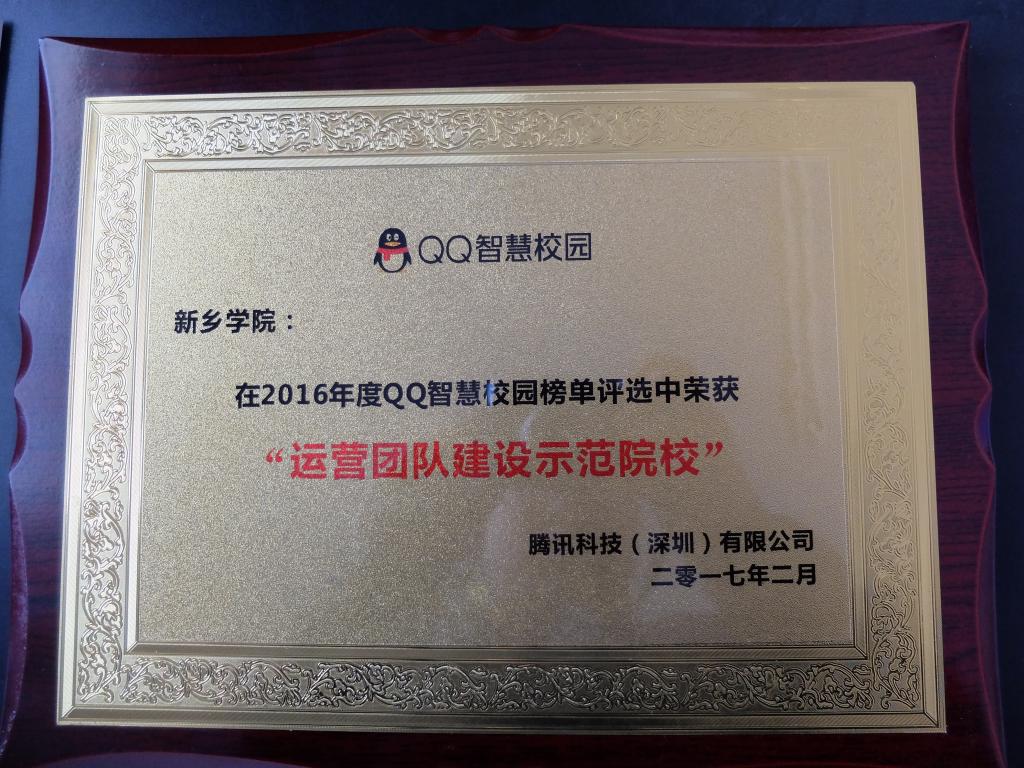 QQ智慧校园
新乡学院：
在2016年度QQ智慧校园榜单评选中荣获
“运营团队建设示范院校”
腾讯科技（深圳）有限公司
二零一七年二月